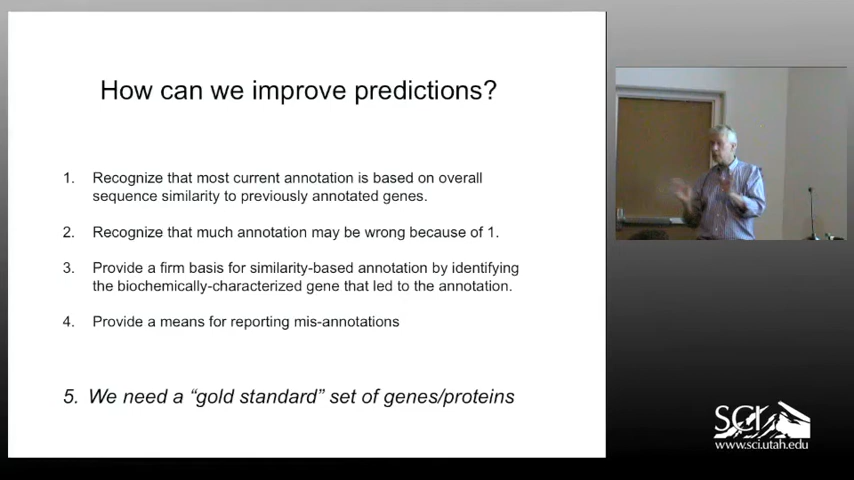 How can we improve predictions?
1. Recognize that most current annotation is based on overall
sequence similarity to previously annotated genes.
2. Recognize that much annotation may be wrong because of 1.
3. Provide a firm basis for similarity-based annotation by identifying
the biochemically-characterized gene that led to the annotation.
4. Provide a means for reporting mis-annotations
5. We need a “gold standard” set of genes/proteins
SCI
www.sci.utah.edu